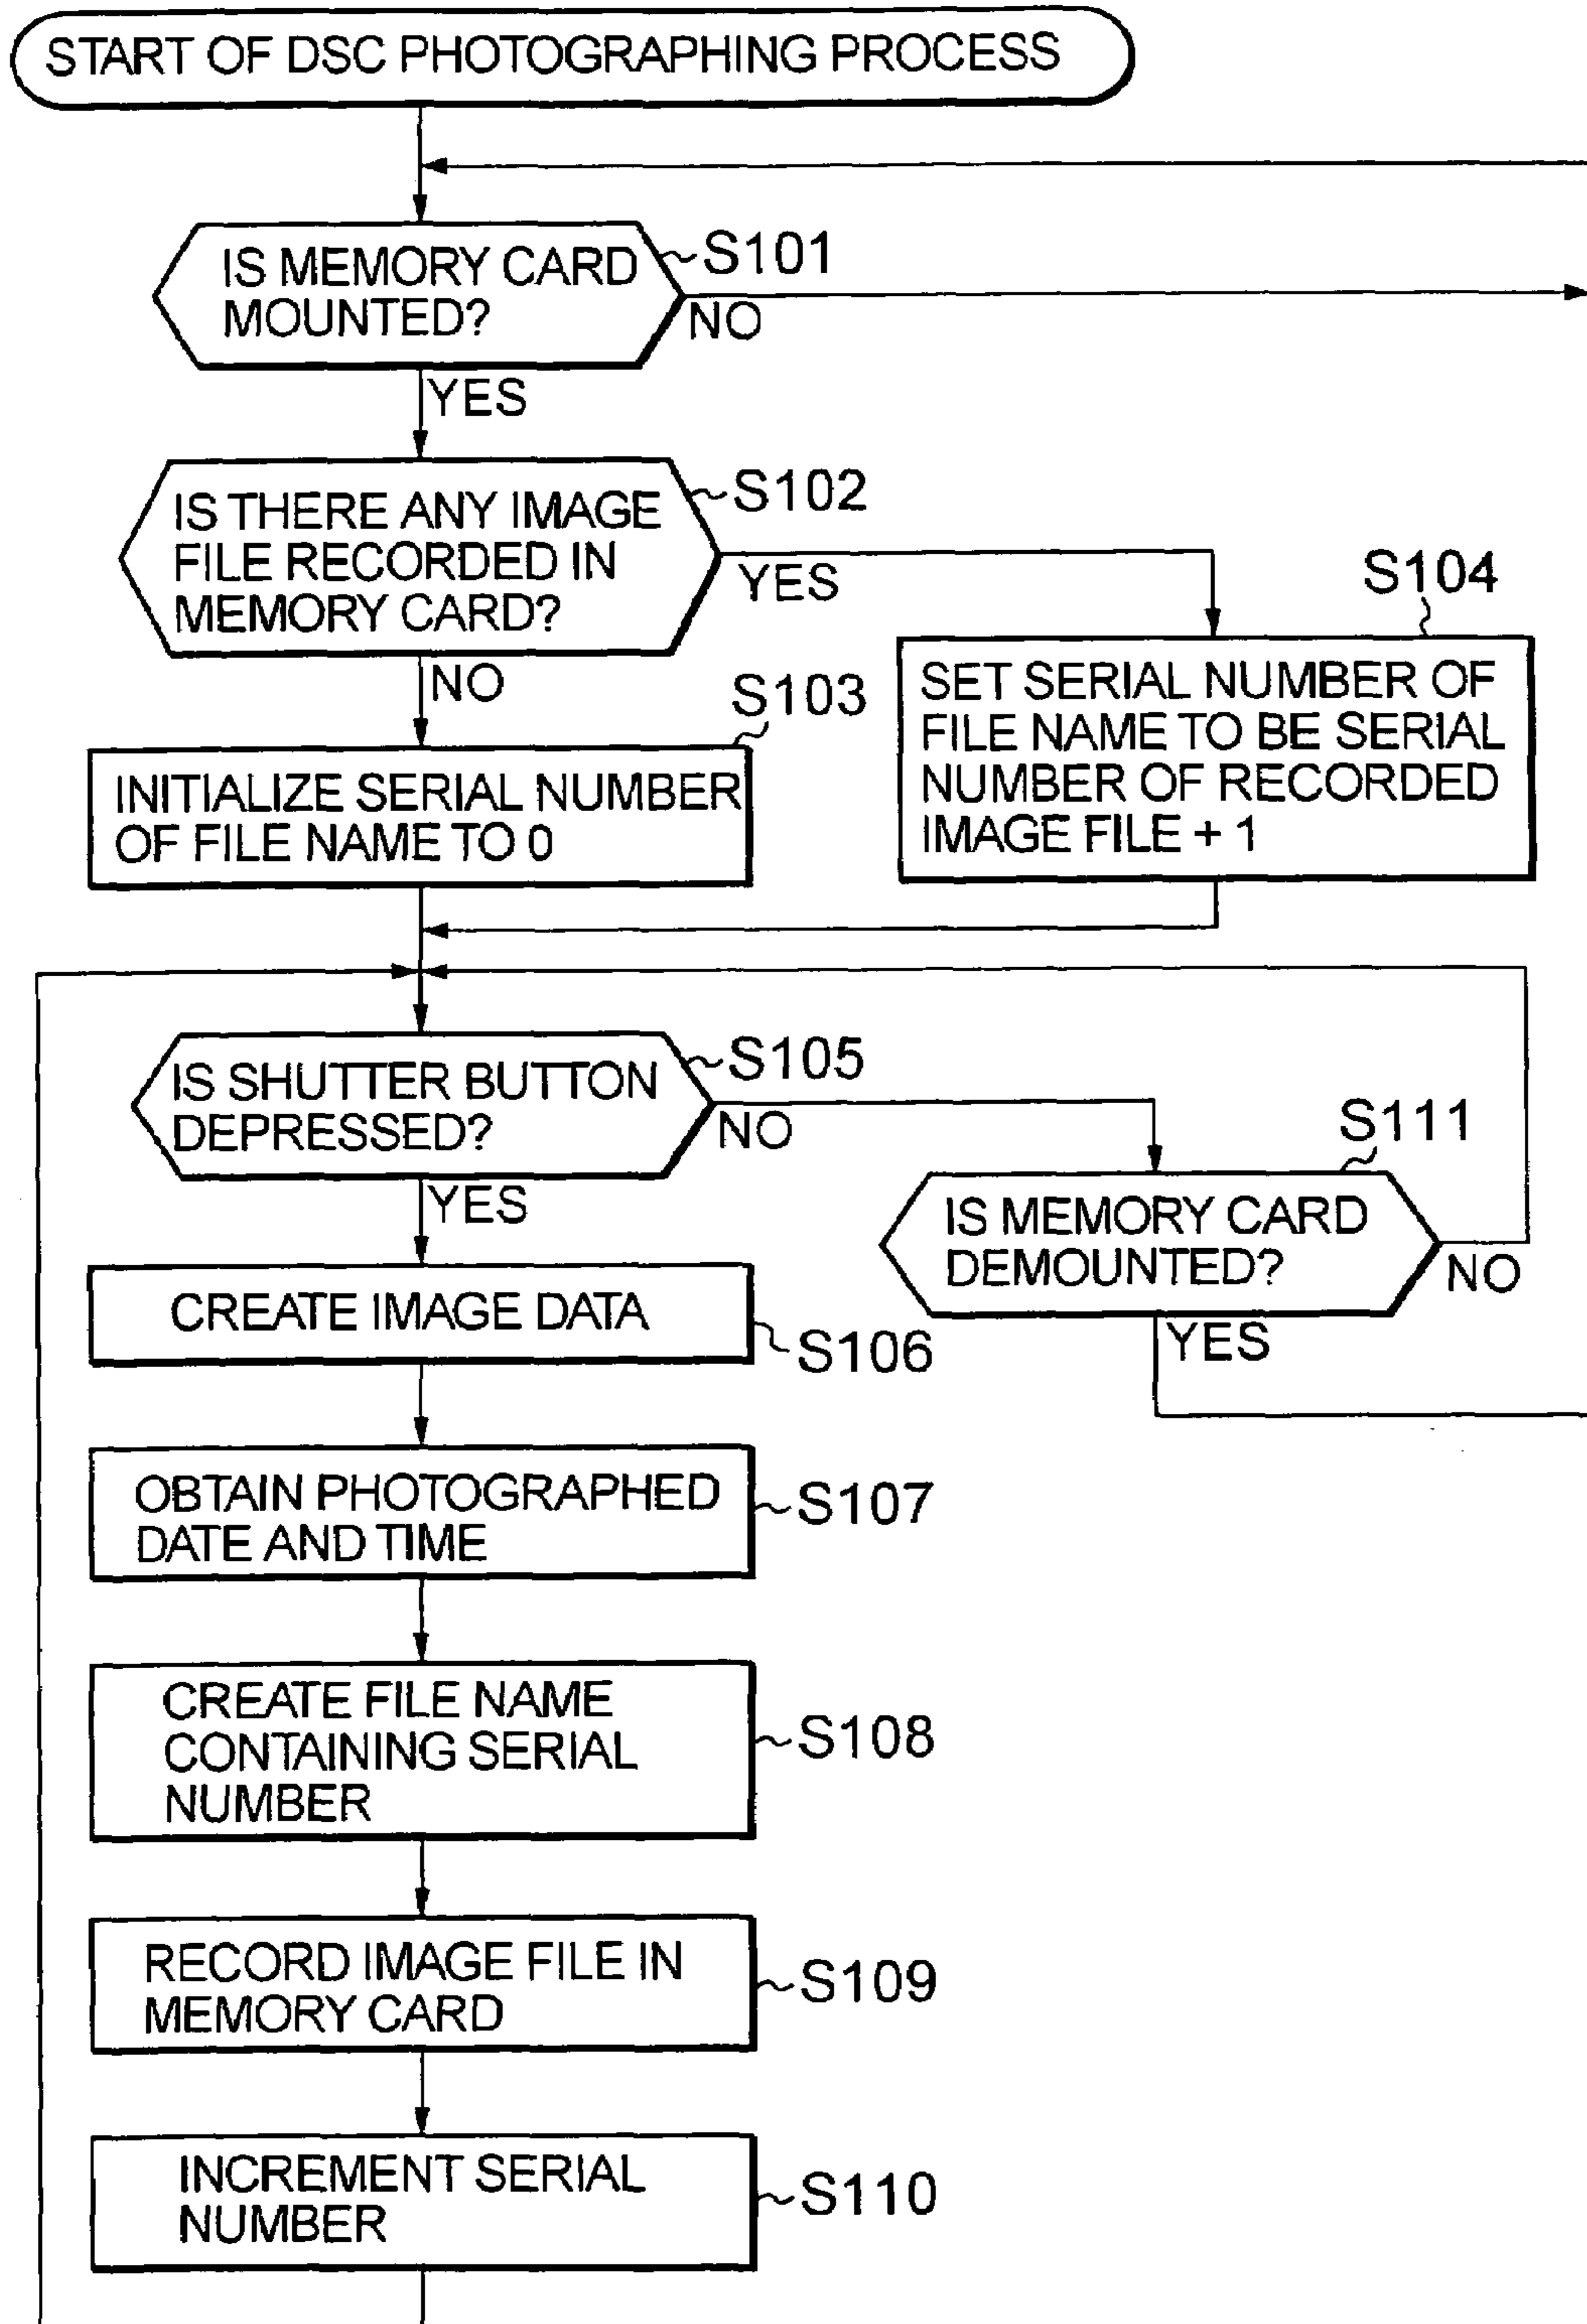 START OF DSC PHOTOGRAPHING PROCESS
IS MEMORY CARD
MOUNTED?
S101
NO
YES
IS THERE ANY IMAGE
FILE RECORDED IN
MEMORY CARD?
S102
YES
NO
S104
SET SERIAL NUMBER OF
FILE NAME TO BE SERIAL
NUMBER OF RECORDED
IMAGE FILE + 1
S103
INITIALIZE SERIAL NUMBER
OF FILE NAME TO 0
IS SHUTTER BUTTON
DEPRESSED?
S105
NO
YES
S111
IS MEMORY CARD
DEMOUNTED?
NO
YES
CREATE IMAGE DATA
S106
OBTAIN PHOTOGRAPHED
DATE AND TIME
S107
CREATE FILE NAME
CONTAINING SERIAL
NUMBER
S108
RECORD IMAGE FILE IN
MEMORY CARD
S109
INCREMENT SERIAL
NUMBER
S110